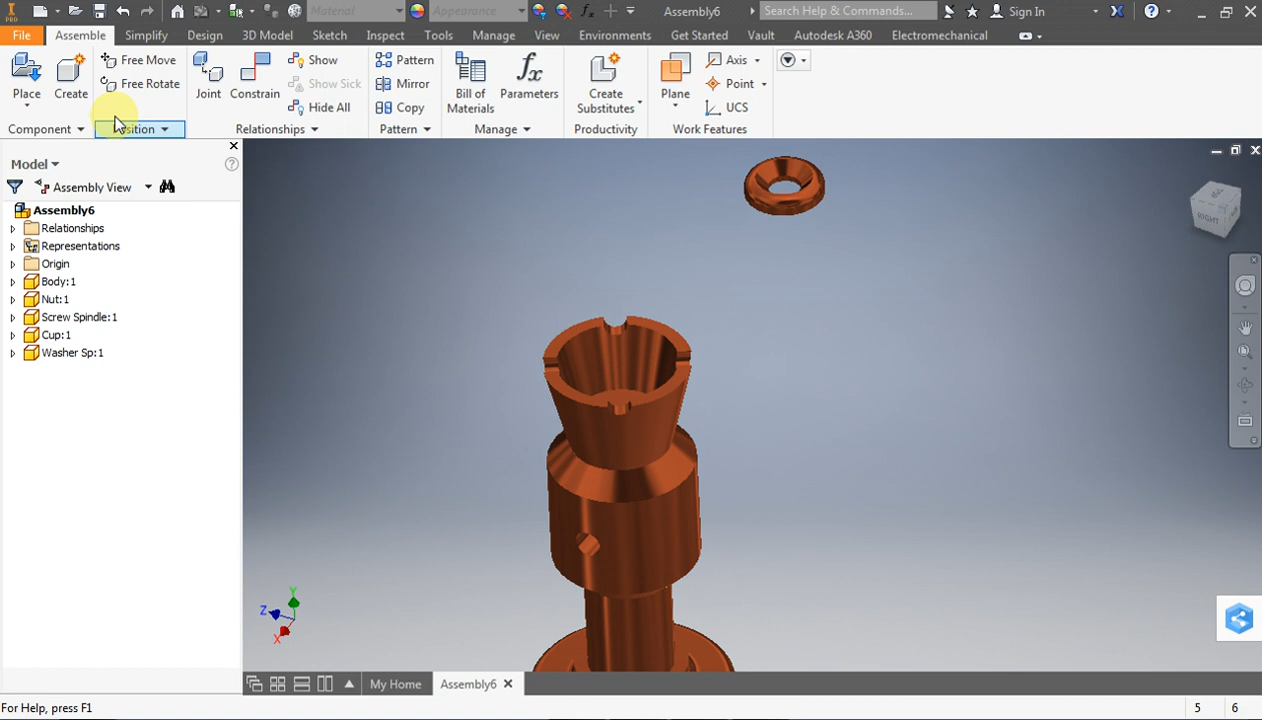 PRO Material Appearance Assembly6 Search Help & Commands... Sign In
File Assemble Simplify Design 3D Model Sketch Inspect Tools Manage View Environments Get Started Vault Autodesk A360 Electromechanical
Place Create Free Move Free Rotate Joint Constrain Show Show Sick Hide All Pattern Mirror Copy Bill of Materials Parameters Create Substitutes Plane Axis Point UCS
Component Relationships Pattern Manage Productivity Work Features
Model
Assembly View
Assembly6
Relationships
Representations
Origin
Body:1
Nut:1
Screw Spindle:1
Cup:1
Washer Sp:1
RIGHT
Y
Z
X
My Home Assembly6
For Help, press F1 5 6